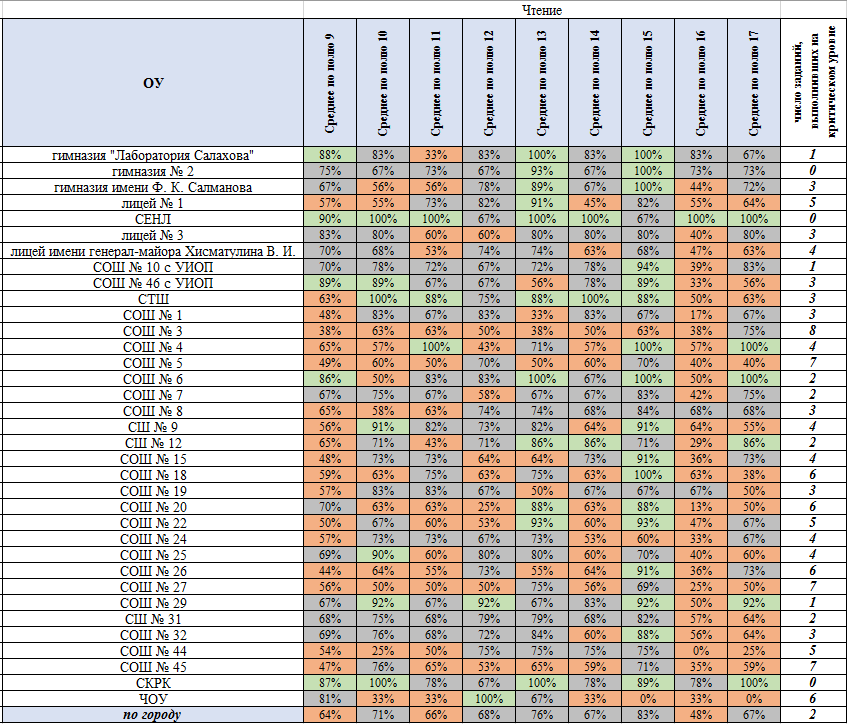 Чтение
ОУ
Среднее по полю 9
Среднее по полю 10
Среднее по полю 11
Среднее по полю 12
Среднее по полю 13
Среднее по полю 14
Среднее по полю 15
Среднее по полю 16
Среднее по полю 17
число заданий,
выполнивших на
критическом уровне
гимназия "Лаборатория Салахова" 88% 83% 33% 83% 100% 83% 100% 83% 67% 1
гимназия № 2 75% 67% 73% 67% 93% 67% 100% 73% 73% 0
гимназия имени Ф. К. Салманова 67% 56% 56% 78% 89% 67% 100% 44% 72% 3
лицей № 1 57% 55% 73% 82% 91% 45% 82% 55% 64% 5
СЕНЛ 90% 100% 100% 67% 100% 100% 67% 100% 100% 0
лицей № 3 83% 80% 60% 60% 80% 80% 80% 40% 80% 3
лицей имени генерал-майора Хисматулина В. И. 70% 68% 53% 74% 74% 63% 68% 47% 63% 4
СОШ № 10 с УИОП 70% 78% 72% 67% 72% 78% 94% 39% 83% 1
СОШ № 46 с УИОП 89% 89% 67% 67% 56% 78% 89% 33% 56% 3
СТШ 63% 100% 88% 75% 88% 100% 88% 50% 63% 3
СОШ № 1 48% 83% 67% 83% 33% 83% 67% 17% 67% 3
СОШ № 3 38% 63% 63% 50% 38% 50% 63% 38% 75% 8
СОШ № 4 65% 57% 100% 43% 71% 57% 100% 57% 100% 4
СОШ № 5 49% 60% 50% 70% 50% 60% 70% 40% 40% 7
СОШ № 6 86% 50% 83% 83% 100% 67% 100% 50% 100% 2
СОШ № 7 67% 75% 67% 58% 67% 67% 83% 42% 75% 2
СОШ № 8 65% 58% 63% 74% 74% 68% 84% 68% 68% 3
СШ № 9 56% 91% 82% 73% 82% 64% 91% 64% 55% 4
СШ № 12 65% 71% 43% 71% 86% 86% 71% 29% 86% 2
СОШ № 15 48% 73% 73% 64% 64% 73% 91% 36% 73% 4
СОШ № 18 59% 63% 75% 63% 75% 63% 100% 63% 38% 6
СОШ № 19 57% 83% 83% 67% 50% 67% 67% 67% 50% 3
СОШ № 20 70% 63% 63% 25% 88% 63% 88% 13% 50% 6
СОШ № 22 50% 67% 60% 53% 93% 60% 93% 47% 67% 5
СОШ № 24 57% 73% 73% 67% 73% 53% 60% 33% 67% 4
СОШ № 25 69% 90% 60% 80% 80% 60% 70% 40% 60% 4
СОШ № 26 44% 64% 55% 73% 55% 64% 91% 36% 73% 6
СОШ № 27 56% 50% 50% 50% 75% 56% 69% 25% 50% 7
СОШ № 29 67% 92% 67% 92% 67% 83% 92% 50% 92% 1
СШ № 31 68% 75% 68% 79% 79% 68% 82% 57% 64% 2
СОШ № 32 69% 76% 68% 72% 84% 60% 88% 56% 64% 3
СОШ № 44 54% 25% 50% 75% 75% 75% 75% 0% 25% 5
СОШ № 45 47% 76% 65% 53% 65% 59% 71% 35% 59% 7
СКРК 87% 100% 78% 67% 100% 78% 89% 78% 100% 0
ЧОУ 81% 33% 33% 100% 67% 33% 0% 33% 0% 6
по городу 64% 71% 66% 68% 76% 67% 83% 48% 67% 2